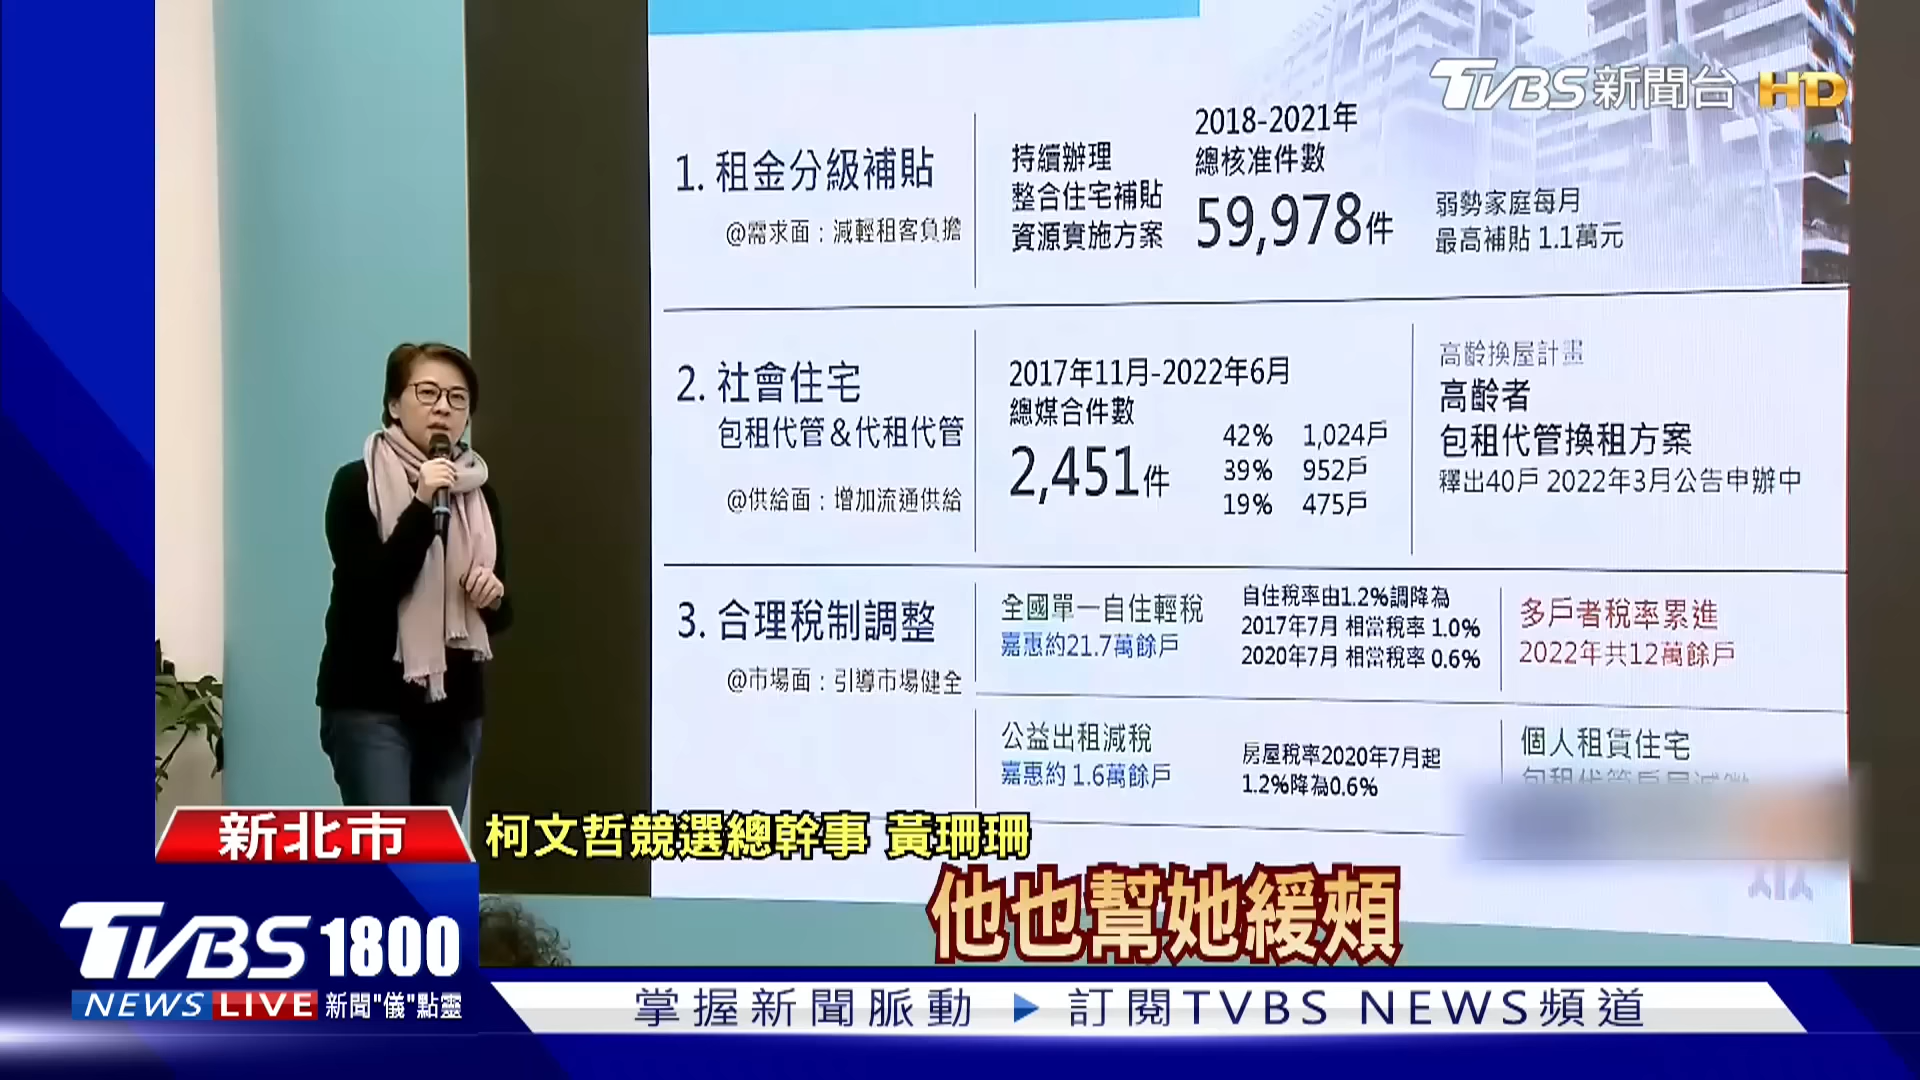 TVBS新聞台 HD
1. 租金分級補貼
@需求面：減輕租客負擔
持續辦理
整合住宅補貼
資源實施方案
2018-2021年
總核准件數
59,978件
弱勢家庭每月
最高補貼 1.1萬元
2. 社會住宅
包租代管&代租代管
@供給面：增加流通供給
2017年11月-2022年6月
總媒合件數
2,451件
42% 1,024戶
39% 952戶
19% 475戶
高齡換屋計畫
高齡者
包租代管換租方案
釋出40戶 2022年3月公告申辦中
3. 合理稅制調整
@市場面：引導市場健全
全國單一自住輕稅
嘉惠約21.7萬餘戶
自住稅率由1.2%調降為
2017年7月 相當稅率 1.0%
2020年7月 相當稅率 0.6%
多戶者稅率累進
2022年共12萬餘戶
公益出租減稅
嘉惠約 1.6萬餘戶
房屋稅率2020年7月起
1.2%降為0.6%
個人租賃住宅
新北市
柯文哲競選總幹事 黃珊珊
他也幫她緩頰
TVBS 1800
NEWS LIVE 新聞"儀"點靈
掌握新聞脈動 ▶ 訂閱TVBS NEWS頻道